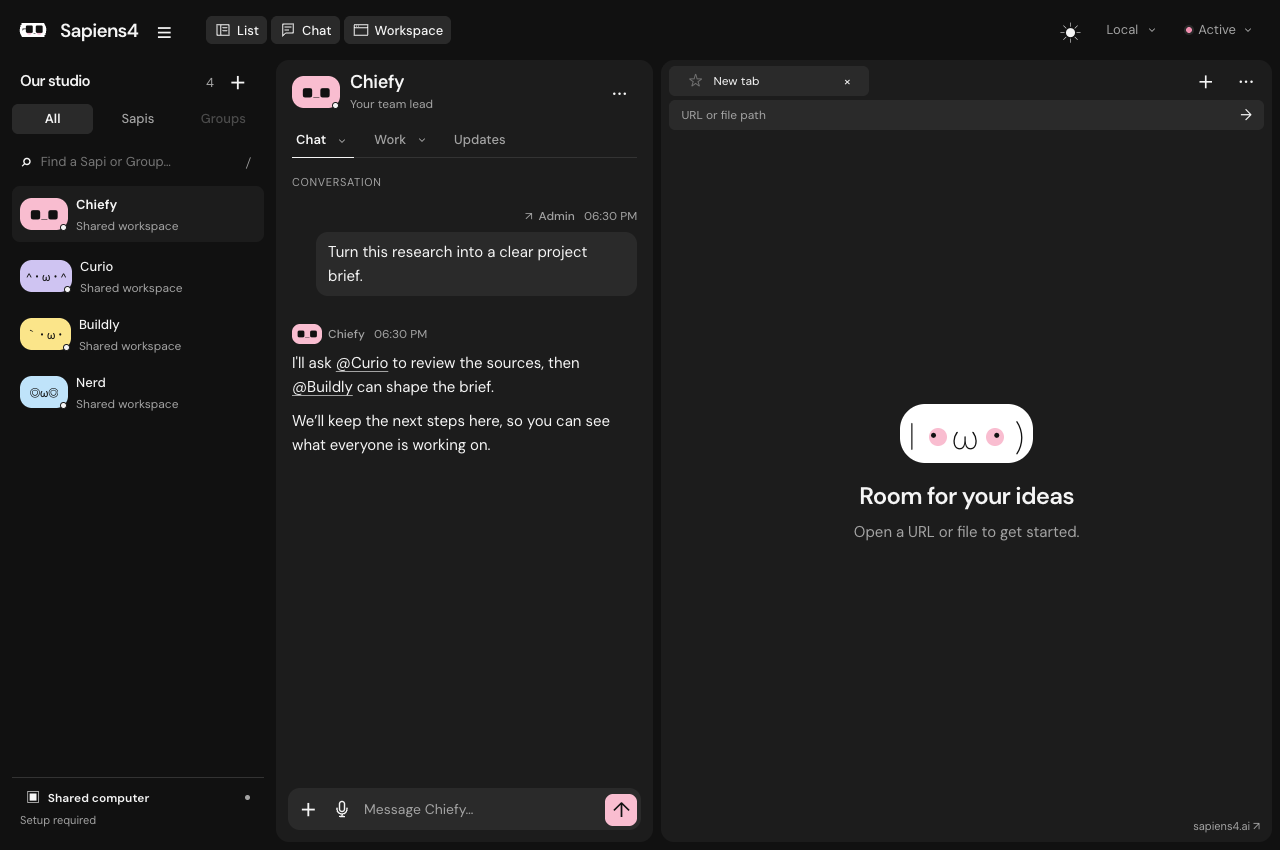 Sapiens4
List
Chat
Workspace
Local
Active
Our studio
4
All
Sapis
Groups
Find a Sapi or Group...
/
Chiefy
Shared workspace
^・ω・^
Curio
Shared workspace
Buildly
Shared workspace
Nerd
Shared workspace
Shared computer
Setup required
Chiefy
Your team lead
Chat
Work
Updates
CONVERSATION
Admin 06:30 PM
Turn this research into a clear project
brief.
Chiefy 06:30 PM
I'll ask @Curio to review the sources, then
@Buildly can shape the brief.
We'll keep the next steps here, so you can see
what everyone is working on.
Message Chiefy...
New tab
URL or file path
Room for your ideas
Open a URL or file to get started.
sapiens4.ai